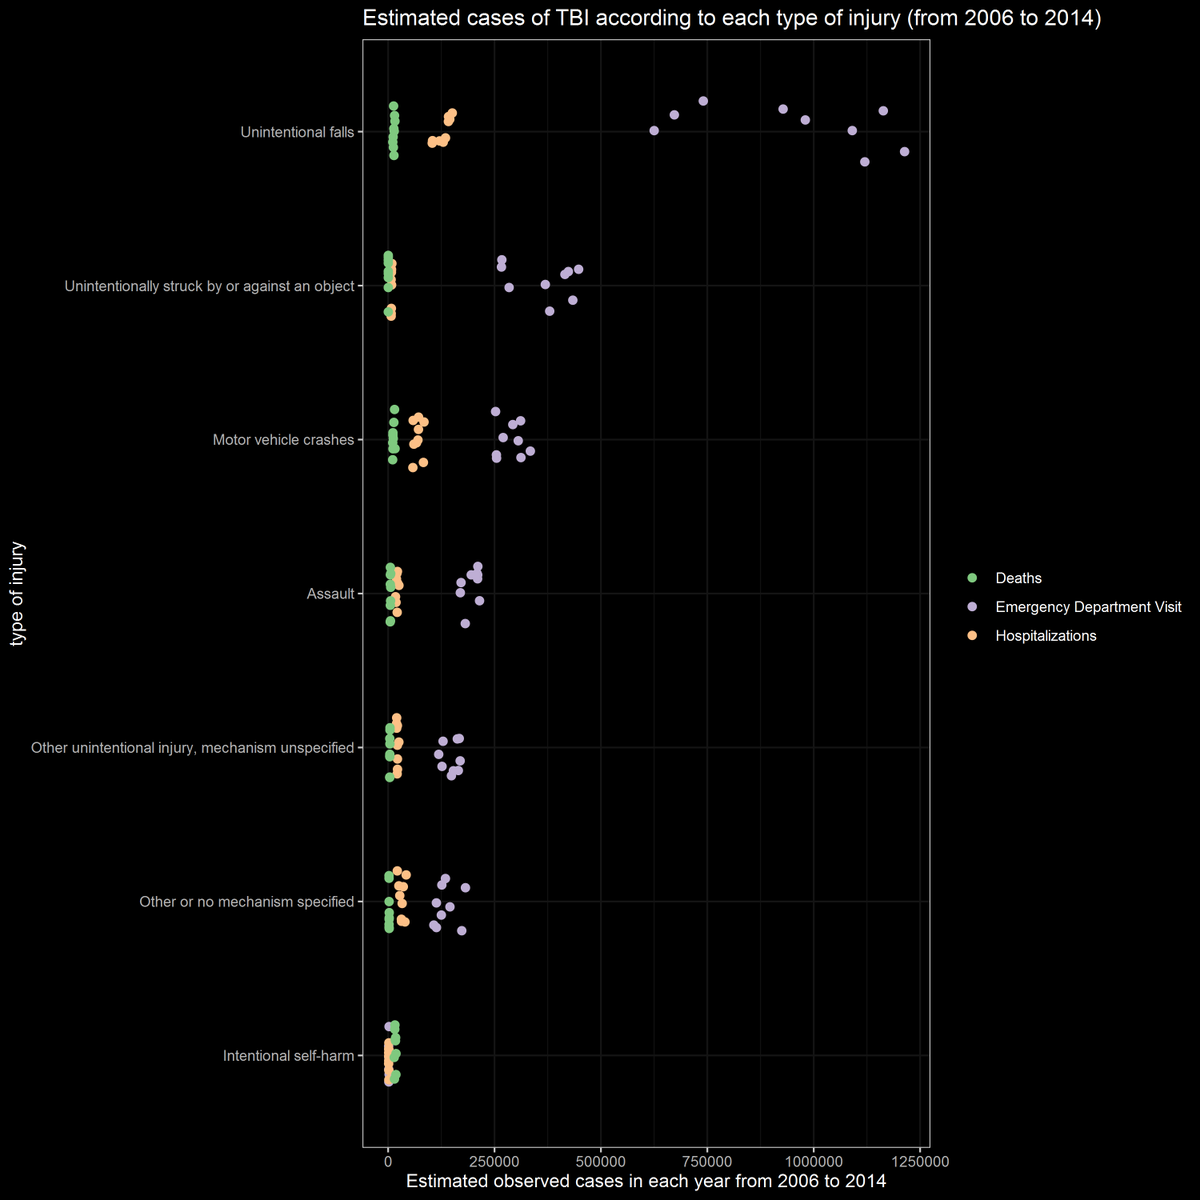 Estimated cases of TBI according to each type of injury (from 2006 to 2014)
type of injury
Unintentional falls
Unintentionally struck by or against an object
Motor vehicle crashes
Assault
Other unintentional injury, mechanism unspecified
Other or no mechanism specified
Intentional self-harm
0 250000 500000 750000 1000000 1250000
Estimated observed cases in each year from 2006 to 2014
Deaths
Emergency Department Visit
Hospitalizations